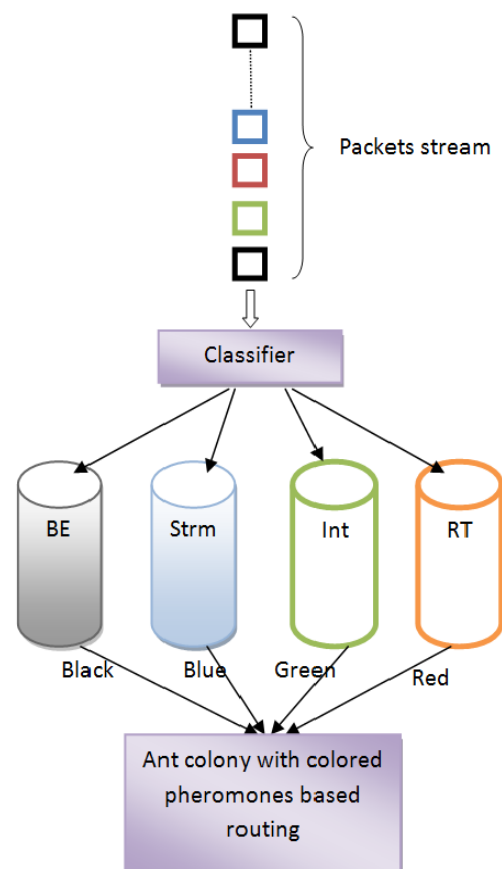 Packets stream
Classifier
BE
Strm
Int
RT
Black
Blue
Green
Red
Ant colony with colored
pheromones based
routing